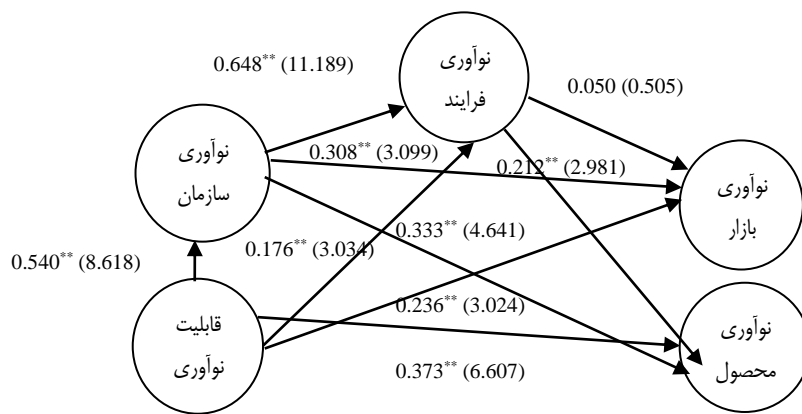 نوآوری
فرایند
0.648** (11.189)
0.050 (0.505)
نوآوری
سازمان
0.308** (3.099)
0.212** (2.981)
نوآوری
بازار
0.540** (8.618)
0.176** (3.034)
0.333** (4.641)
قابلیت
نوآوری
0.236** (3.024)
نوآوری
محصول
0.373** (6.607)